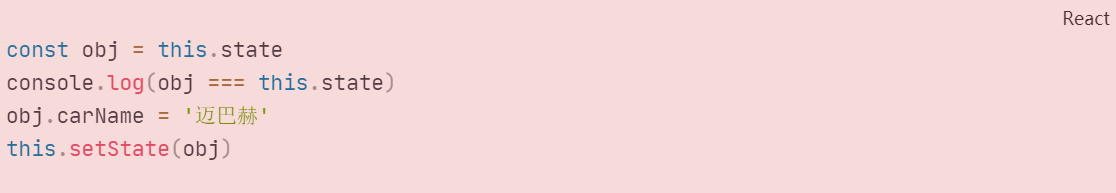 React
const obj = this.state
console.log(obj === this.state)
obj.carName = '迈巴赫'
this.setState(obj)